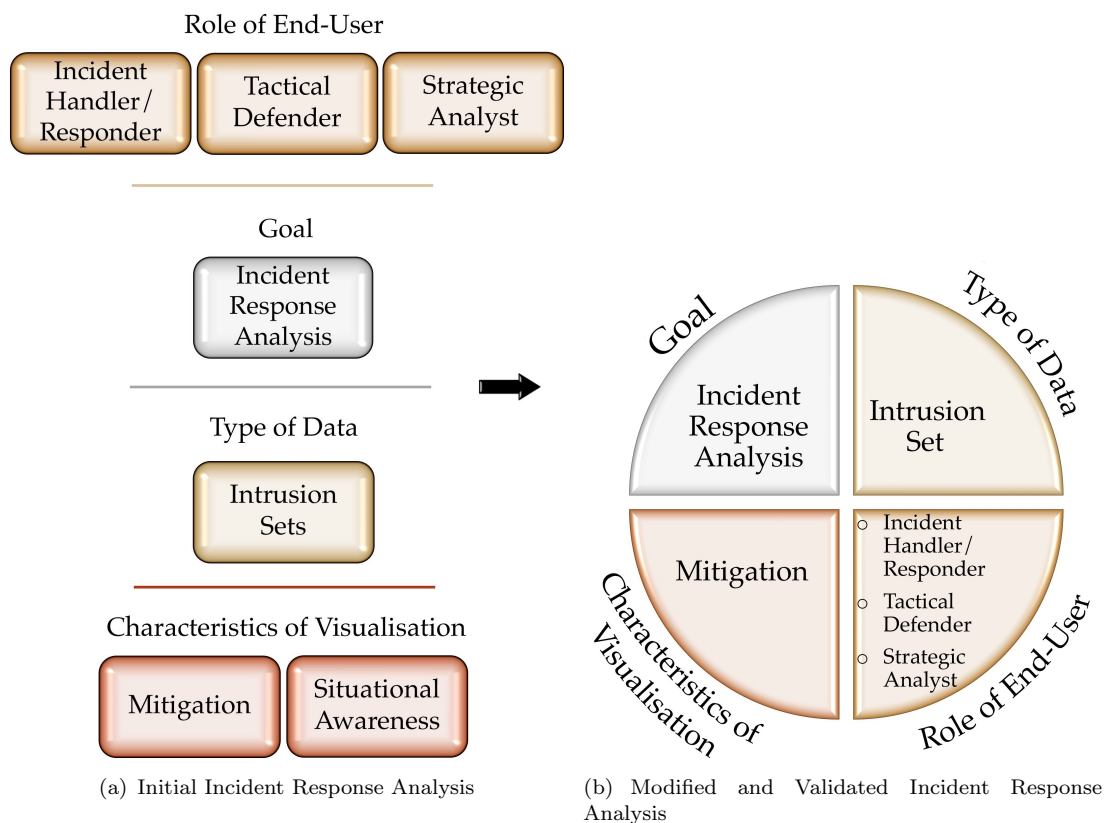 Role of End-User
Incident
Handler/
Responder
Tactical
Defender
Strategic
Analyst
Goal
Incident
Response
Analysis
Type of Data
Intrusion
Sets
Characteristics of Visualisation
Mitigation
Situational
Awareness
(a) Initial Incident Response Analysis
Goal
Incident
Response
Analysis
Type of Data
Intrusion
Set
Characteristics of
Visualisation
Mitigation
Role of End-User
○ Incident
Handler/
Responder
○ Tactical
Defender
○ Strategic
Analyst
(b) Modified and Validated Incident Response
Analysis